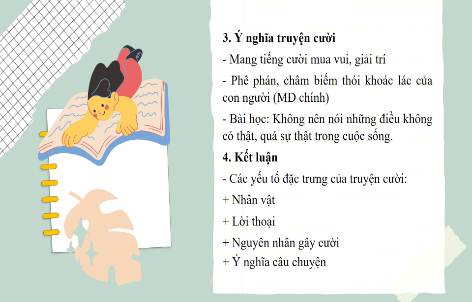 3. Ý nghĩa truyện cười
- Mang tiếng cười mua vui, giải trí
- Phê phán, châm biếm thói khoác lác của
con người (MĐ chính)
- Bài học: Không nên nói những điều không
có thật, quá sự thật trong cuộc sống.
4. Kết luận
- Các yếu tố đặc trưng của truyện cười:
+ Nhân vật
+ Lời thoại
+ Nguyên nhân gây cười
+ Ý nghĩa câu chuyện